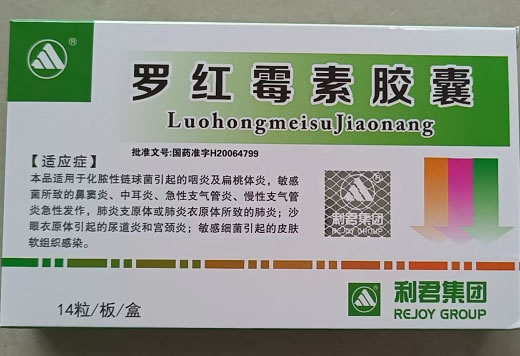 ®
罗红霉素胶囊
LuohongmeisuJiaonang
批准文号:国药准字H20064799
【适应症】
本品适用于化脓性链球菌引起的咽炎及扁桃体炎，敏感
菌所致的鼻窦炎、中耳炎、急性支气管炎、慢性支气管
炎急性发作，肺炎支原体或肺炎衣原体所致的肺炎；沙
眼衣原体引起的尿道炎和宫颈炎；敏感细菌引起的皮肤
软组织感染。
利君集团
REJOY GROUP
14粒/板/盒
®
利君集团
REJOY GROUP